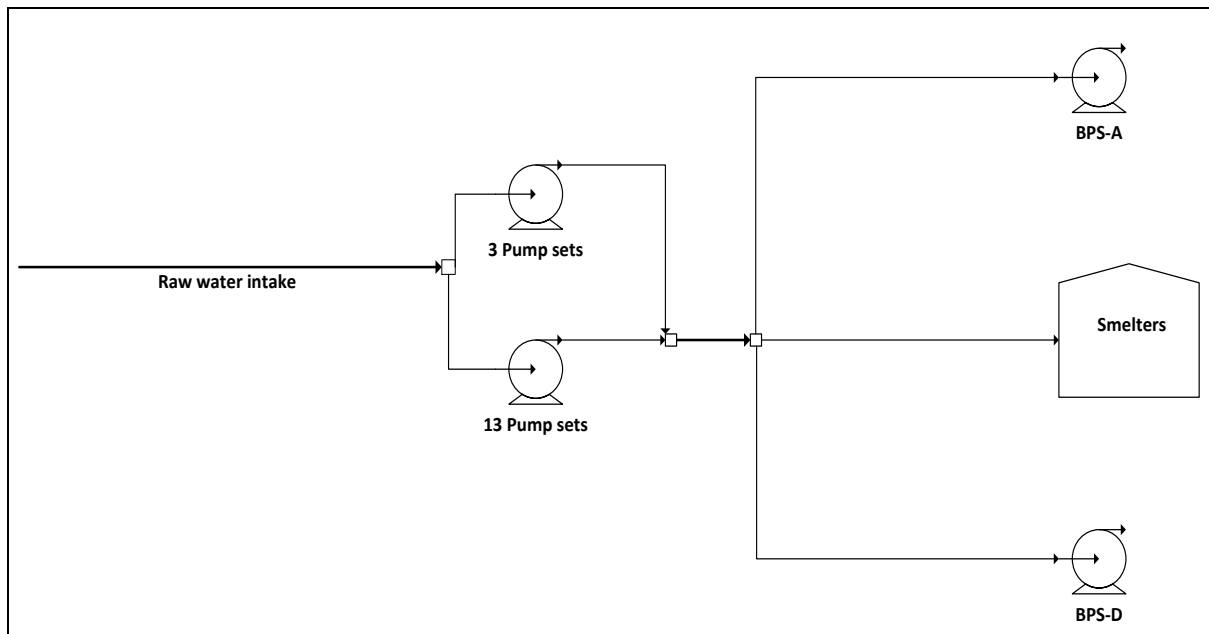 BPS-A
3 Pump sets
Raw water intake
Smelters
13 Pump sets
BPS-D